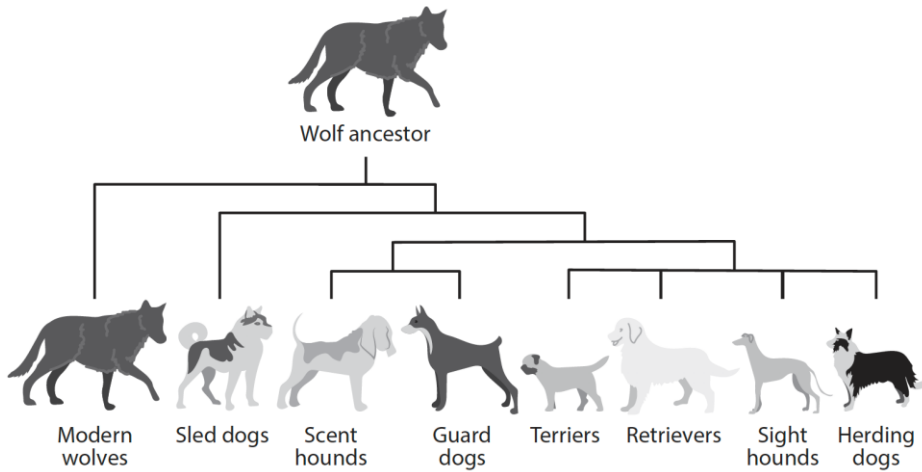 Wolf ancestor
Modern
wolves
Sled dogs
Scent
hounds
Guard
dogs
Terriers
Retrievers
Sight
hounds
Herding
dogs